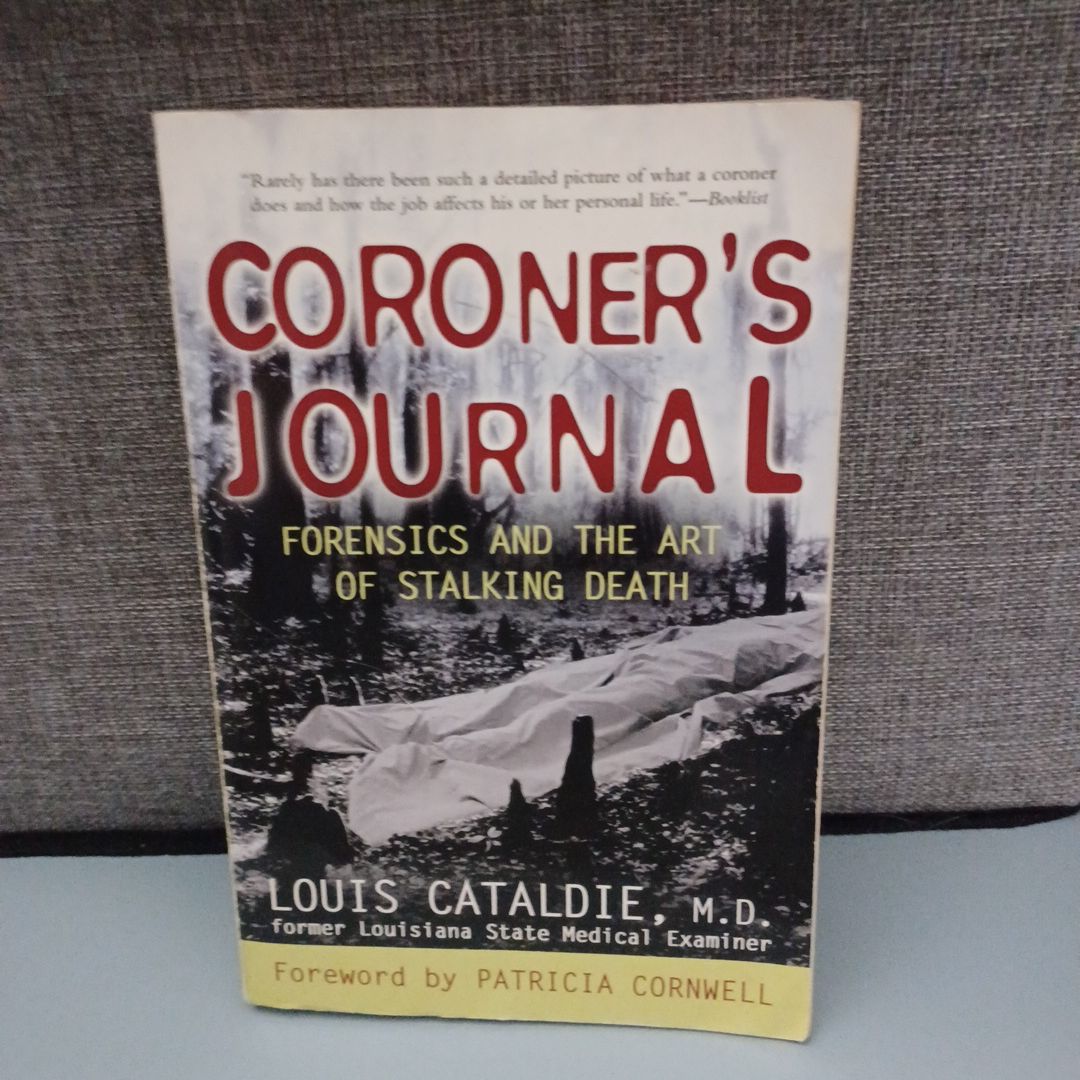 "Rarely has there been such a detailed picture of what a coroner
does and how the job affects his or her personal life."—Booklist
CORONER'S
JOURNAL
FORENSICS AND THE ART
OF STALKING DEATH
LOUIS CATALDIE, M.D.
former Louisiana State Medical Examiner
Foreword by PATRICIA CORNWELL